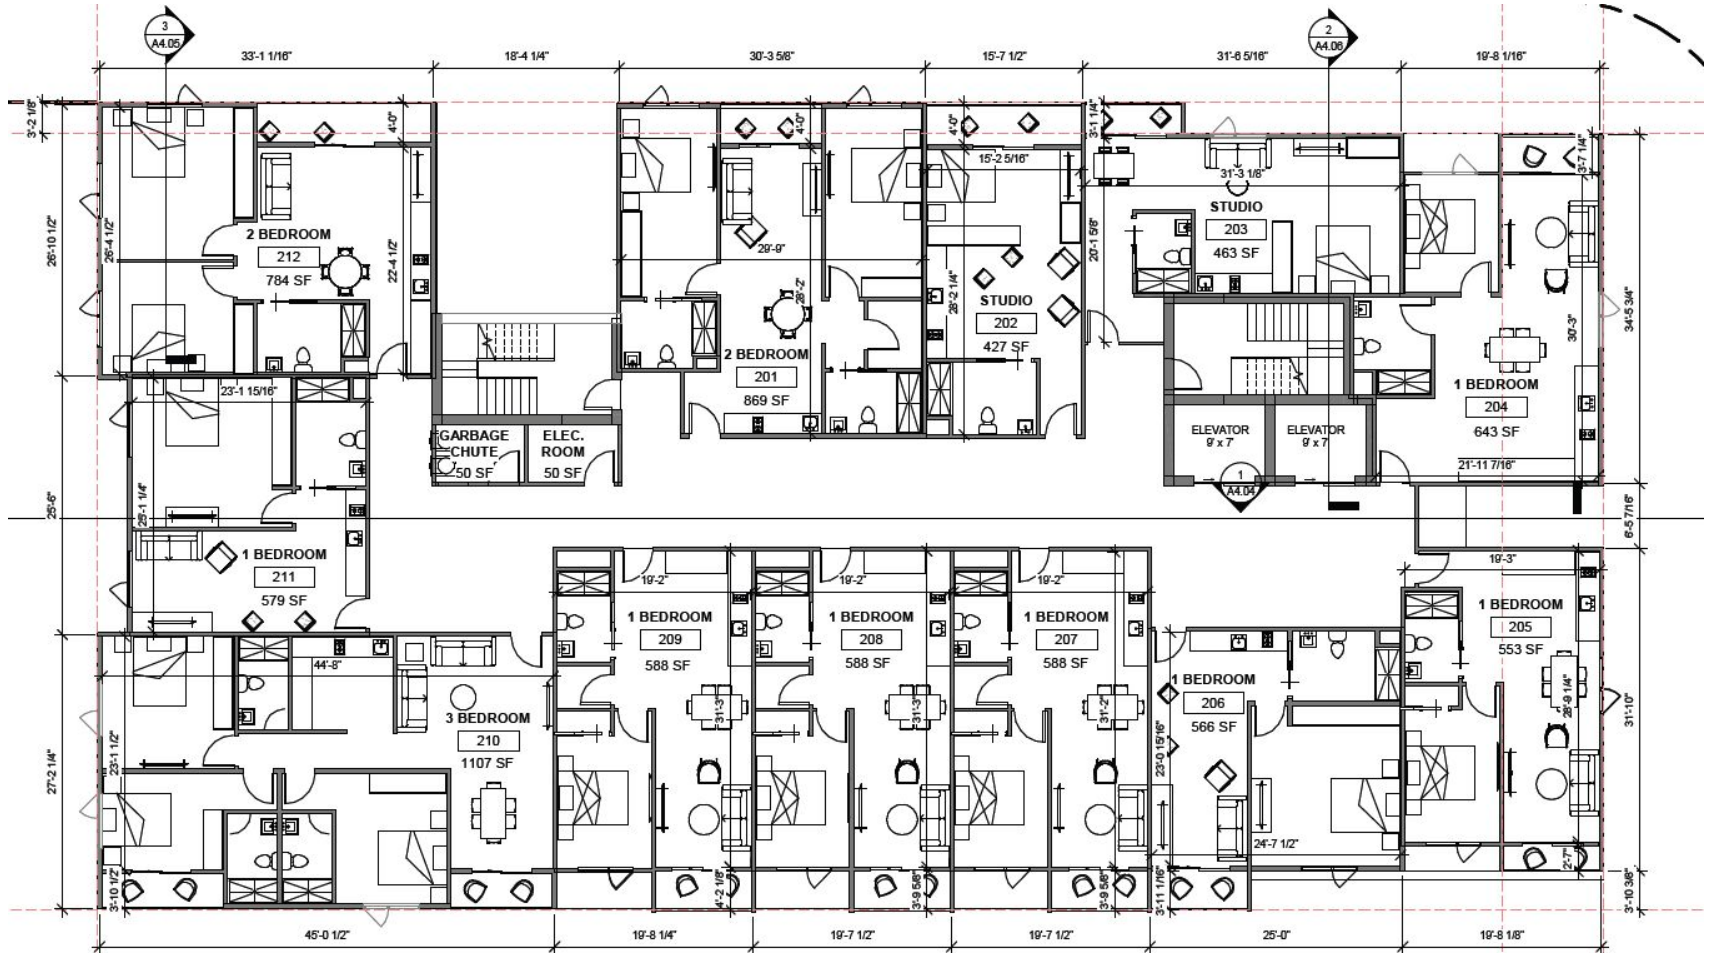 3
A4.05
2
A4.06
33'-1 1/16"
18'-4 1/4"
30'-3 5/8"
15'-7 1/2"
31'-6 5/16"
19'-8 1/16"
3'-2 1/8"
4'-0"
4'-0"
4'-0"
3'-1 1/4"
3'-7 1/4"
26'-10 1/2"
26'-4 1/2"
2 BEDROOM
212
784 SF
22'-4 1/2"
29'-9"
28'-2"
2 BEDROOM
201
869 SF
15'-2 5/16"
28'-2 1/4"
STUDIO
202
427 SF
20'-1 5/8"
31'-3 1/8"
STUDIO
203
463 SF
30'-3"
34'-5 3/4"
1 BEDROOM
204
643 SF
21'-11 7/16"
ELEVATOR
9' x 7'
ELEVATOR
9' x 7'
1
A4.04
GARBAGE
CHUTE
50 SF
ELEC.
ROOM
50 SF
23'-1 15/16"
25'-6"
25'-1 1/4"
1 BEDROOM
211
579 SF
6'-5 7/16"
19'-2"
19'-2"
19'-2"
19'-3"
1 BEDROOM
209
588 SF
1 BEDROOM
208
588 SF
1 BEDROOM
207
588 SF
1 BEDROOM
205
553 SF
28'-9 1/4"
31'-10"
44'-8"
1 BEDROOM
206
566 SF
3 BEDROOM
210
1107 SF
31'-3"
31'-3"
31'-2"
23'-0 15/16"
27'-2 1/4"
23'-1 1/2"
24'-7 1/2"
2'-7"
3'-10 1/2"
4'-2 1/8"
3'-9 5/8"
3'-9 5/8"
3'-11 11/16"
3'-10 3/8"
45'-0 1/2"
19'-8 1/4"
19'-7 1/2"
19'-7 1/2"
25'-0"
19'-8 1/8"